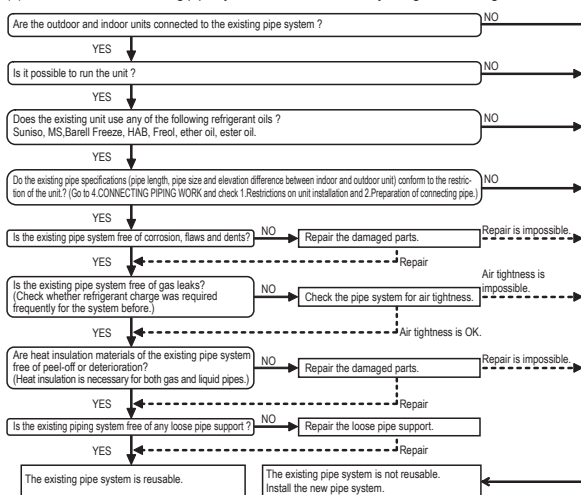 Are the outdoor and indoor units connected to the existing pipe system ?
NO
YES
Is it possible to run the unit ?
NO
YES
Does the existing unit use any of the following refrigerant oils ?
Suniso, MS,Barell Freeze, HAB, Freol, ether oil, ester oil.
NO
YES
Do the existing pipe specifications (pipe length, pipe size and elevation difference between indoor and outdoor unit) conform to the restric-
tion of the unit.? (Go to 4.CONNECTING PIPING WORK and check 1.Restrictions on unit installation and 2.Preparation of connecting pipe.)
NO
YES
Is the existing pipe system free of corrosion, flaws and dents?
NO
Repair the damaged parts.
Repair is impossible.
YES
Repair
Is the existing pipe system free of gas leaks?
(Check whether refrigerant charge was required
frequently for the system before.)
NO
Check the pipe system for air tightness.
Air tightness is
impossible.
YES
Air tightness is OK.
Are heat insulation materials of the existing pipe system
free of peel-off or deterioration?
(Heat insulation is necessary for both gas and liquid pipes.)
NO
Repair the damaged parts.
Repair is impossible.
YES
Repair
Is the existing piping system free of any loose pipe support ?
NO
Repair the loose pipe support.
YES
Repair
The existing pipe system is reusable.
The existing pipe system is not reusable.
Install the new pipe system.